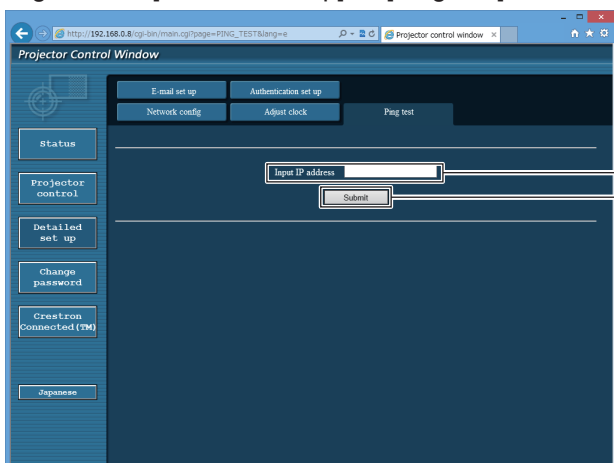 http://192.168.0.8/cgi-bin/main.cgi?page=PING_TEST&lang=e
Projector control window
Projector Control Window
E-mail set up
Authentication set up
Network config
Adjust clock
Ping test
Status
Input IP address
Submit
Projector
control
Detailed
set up
Change
password
Crestron
Connected(TM)
Japanese